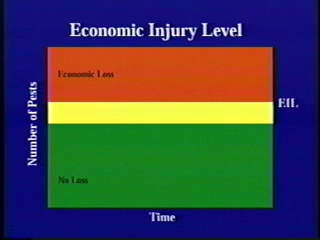 Economic Injury Level
Economic Loss
EIL
Number of Pests
No Loss
Time